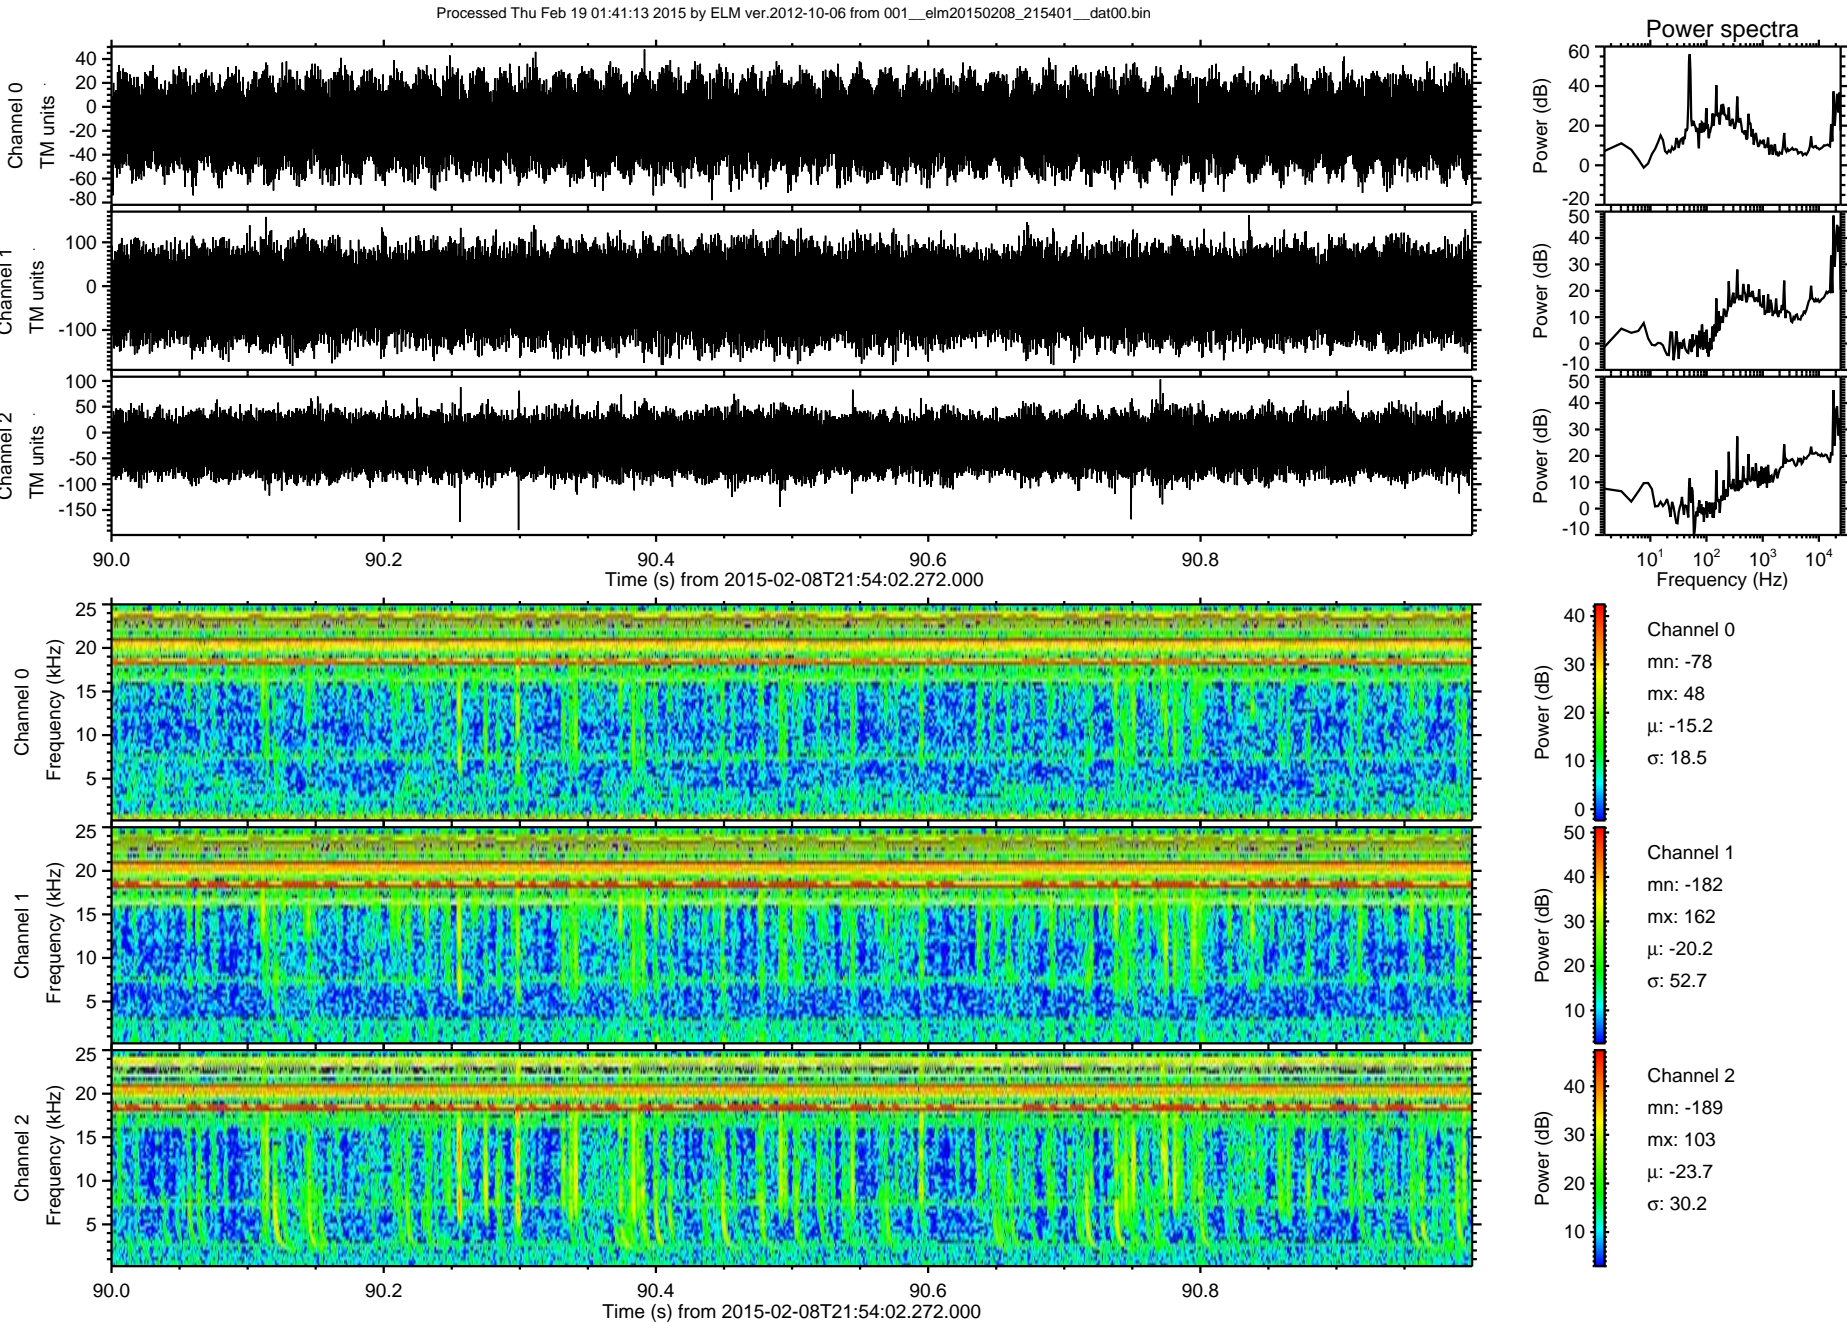 Processed Thu Feb 19 01:41:13 2015 by ELM ver.2012-10-06 from 001__elm20150208_215401__dat00.bin
Power spectra
Channel 0
TM units
40
20
0
-20
-40
-60
-80
Power (dB)
60
40
20
0
-20
Channel 1
TM units
100
0
-100
Power (dB)
50
40
30
20
10
0
-10
Channel 2
TM units
100
50
0
-50
-100
-150
Power (dB)
50
40
30
20
10
0
-10
90.0 90.2 90.4 90.6 90.8
Time (s) from 2015-02-08T21:54:02.272.000
10¹ 10² 10³ 10⁴
Frequency (Hz)
Channel 0
Frequency (kHz)
25
20
15
10
5
Power (dB)
40
30
20
10
0
Channel 0
mn: -78
mx: 48
μ: -15.2
σ: 18.5
Channel 1
Frequency (kHz)
25
20
15
10
5
Power (dB)
50
40
30
20
10
Channel 1
mn: -182
mx: 162
μ: -20.2
σ: 52.7
Channel 2
Frequency (kHz)
25
20
15
10
5
Power (dB)
40
30
20
10
Channel 2
mn: -189
mx: 103
μ: -23.7
σ: 30.2
90.0 90.2 90.4 90.6 90.8
Time (s) from 2015-02-08T21:54:02.272.000